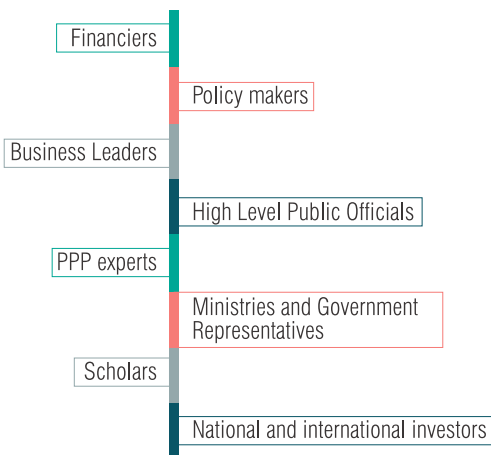 Financiers
Policy makers
Business Leaders
High Level Public Officials
PPP experts
Ministries and Government
Representatives
Scholars
National and international investors